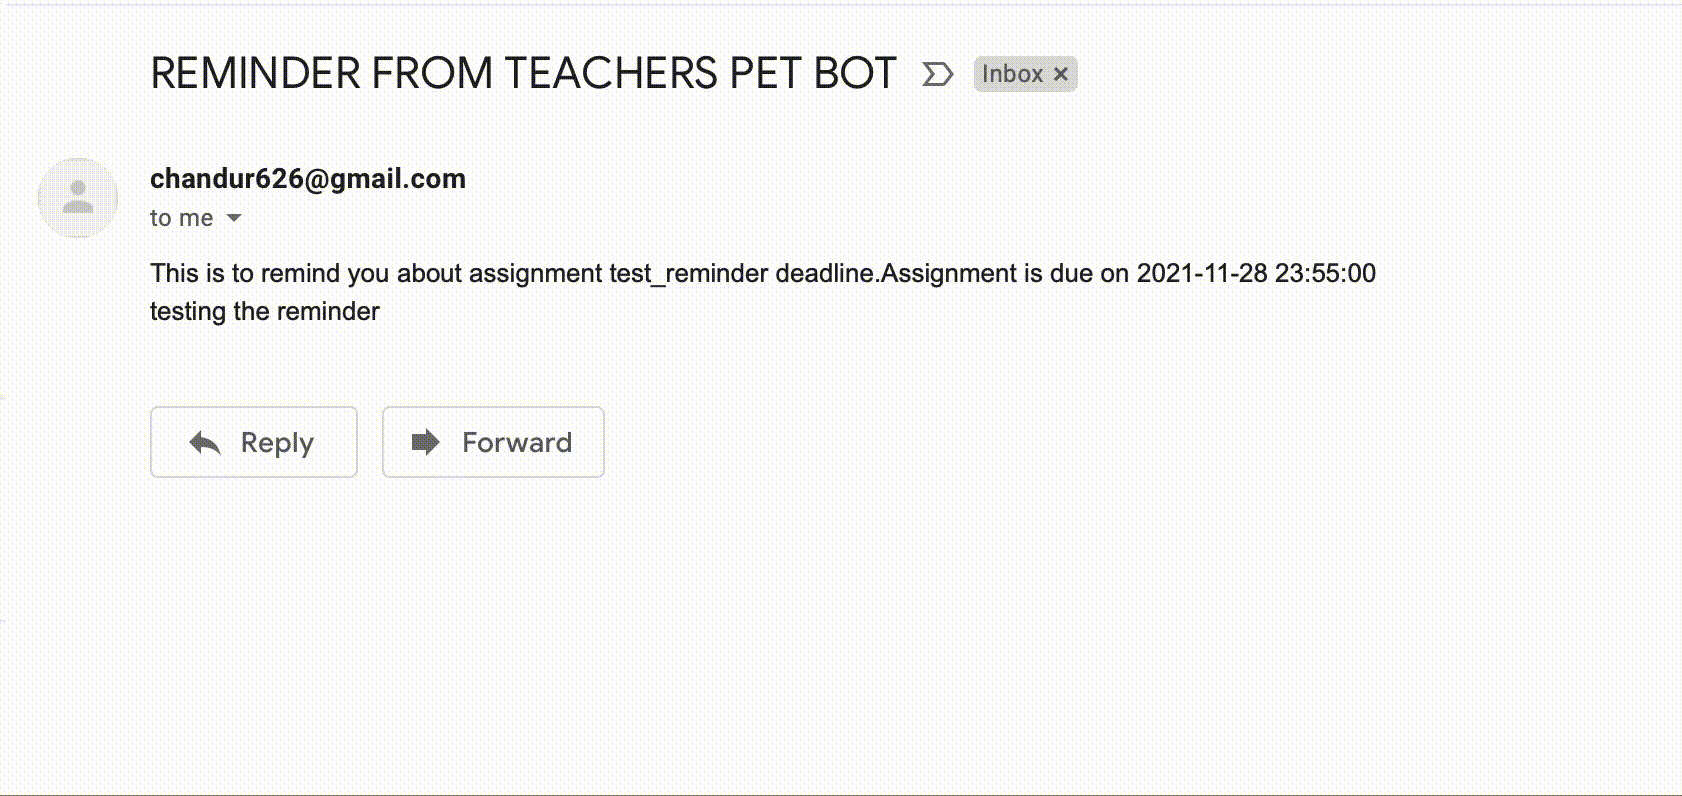 REMINDER FROM TEACHERS PET BOT Inbox ×
chandur626@gmail.com
to me
This is to remind you about assignment test_reminder deadline.Assignment is due on 2021-11-28 23:55:00
testing the reminder
Reply Forward